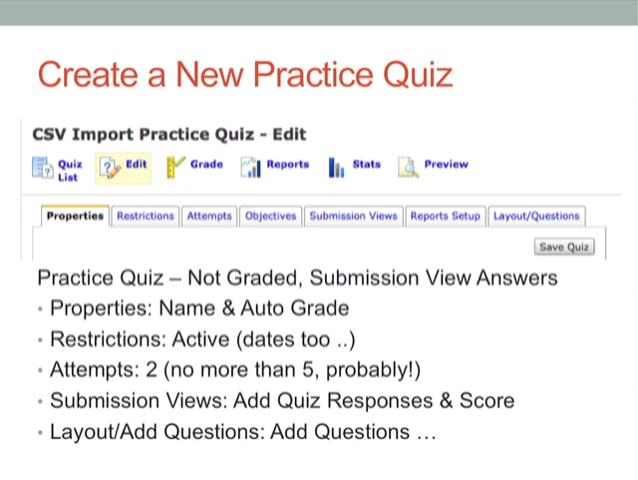 Create a New Practice Quiz
CSV Import Practice Quiz - Edit
Quiz List
Edit
Grade
Reports
Stats
Preview
Properties
Restrictions
Attempts
Objectives
Submission Views
Reports Setup
Layout/Questions
Save Quiz
Practice Quiz – Not Graded, Submission View Answers
• Properties: Name & Auto Grade
• Restrictions: Active (dates too ..)
• Attempts: 2 (no more than 5, probably!)
• Submission Views: Add Quiz Responses & Score
• Layout/Add Questions: Add Questions …